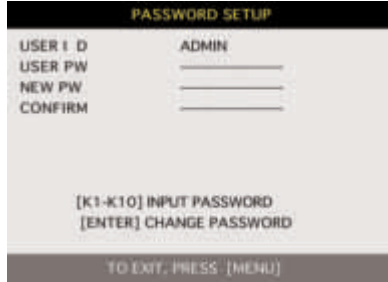 PASSWORD SETUP
USER I D ADMIN
USER PW
NEW PW
CONFIRM
[K1-K10] INPUT PASSWORD
[ENTER] CHANGE PASSWORD
TO EXIT, PRESS [MENU]